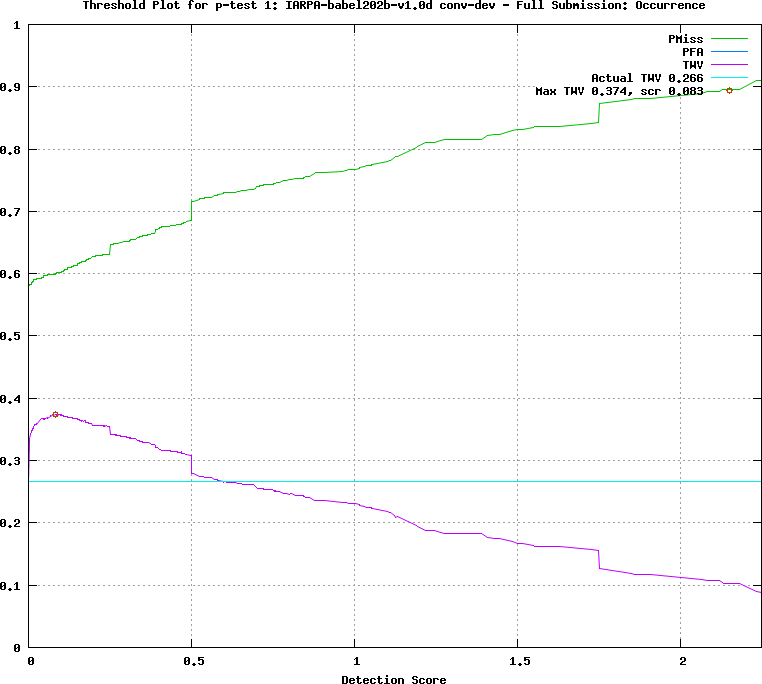 Threshold Plot for p-test 1: IARPA-babel202b-v1.0d conv-dev - Full Submission: Occurrence
PMiss
PFA
TWV
Actual TWV 0.266
Max TWV 0.374, scr 0.083
1
0.9
0.8
0.7
0.6
0.5
0.4
0.3
0.2
0.1
0
0 0.5 1 1.5 2
Detection Score